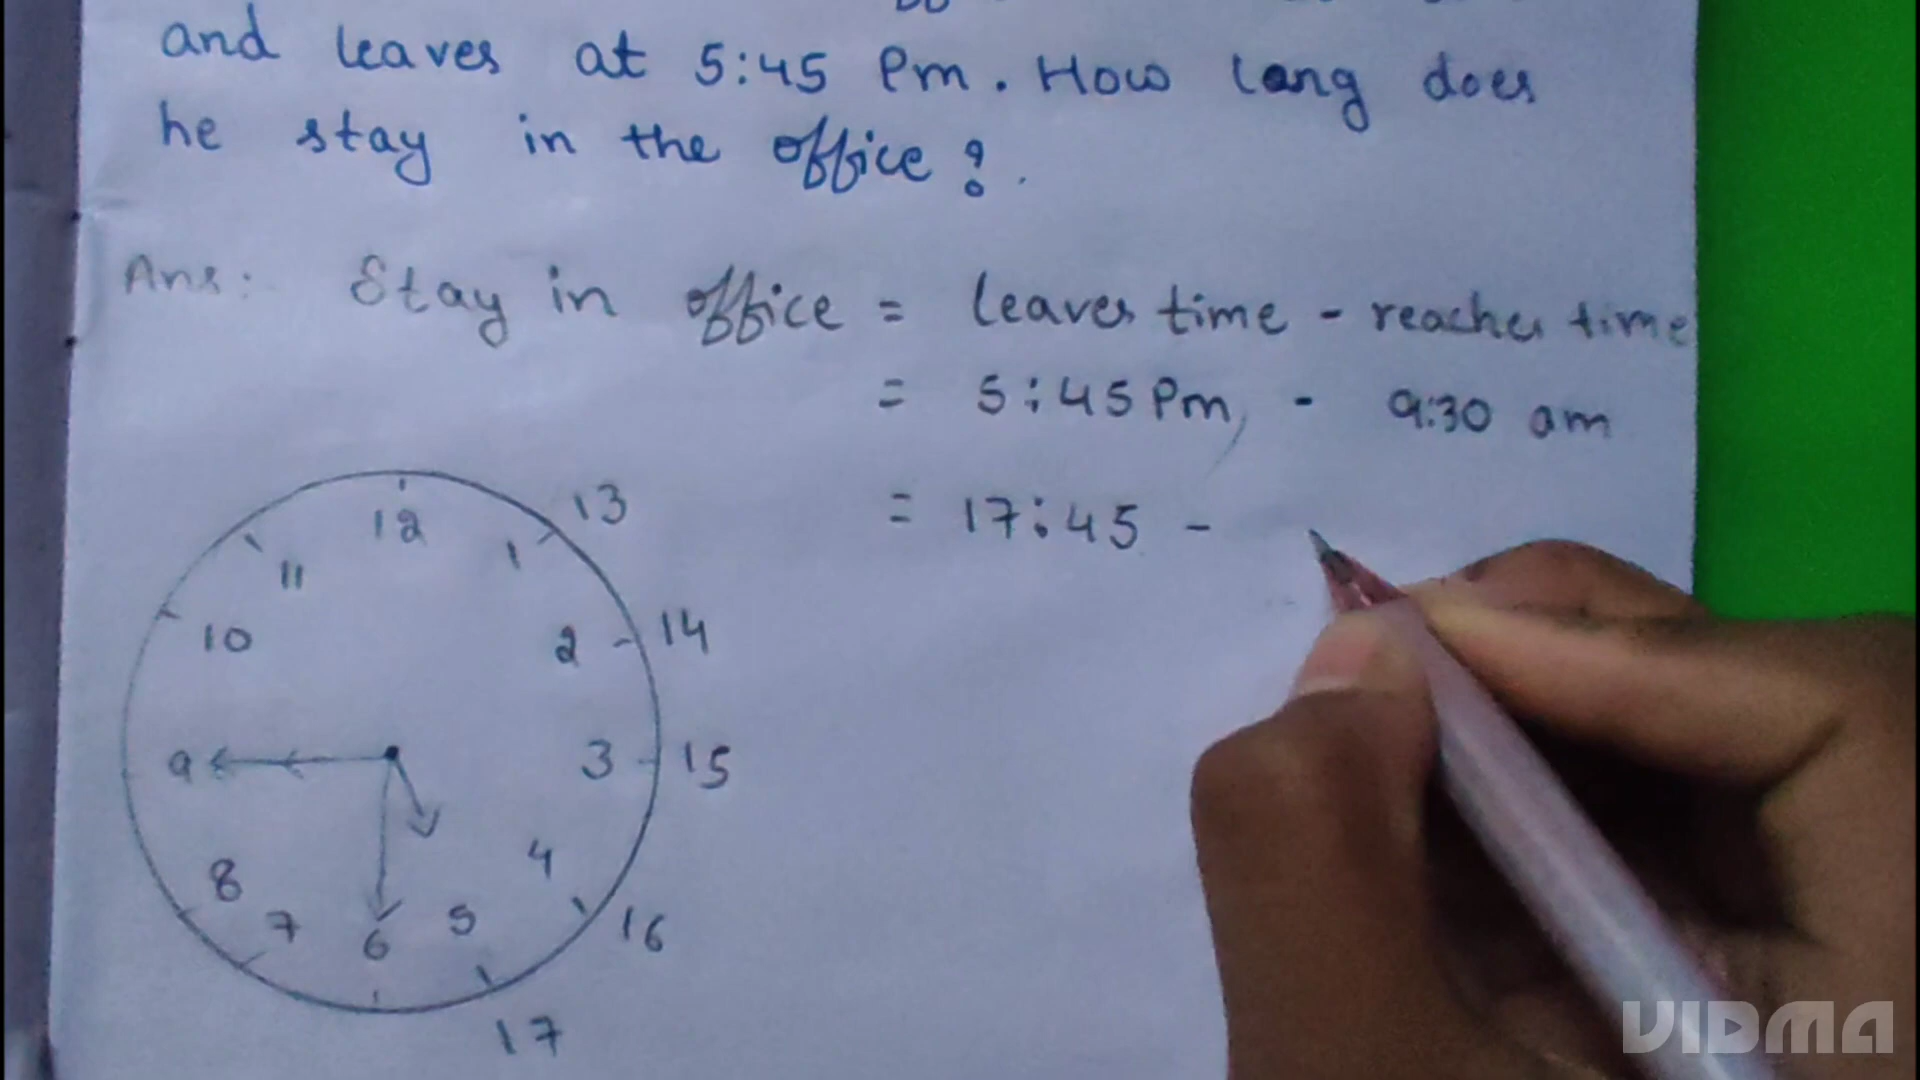 and leaves at 5:45 Pm. How long does
he stay in the office?.
Ans: Stay in office = leaves time - reaches time
= 5:45 Pm, - 9:30 am
= 17:45 -
12
11
10
9
8
7
6
5
4
3
2
1
13
14
15
16
17
VIDMA